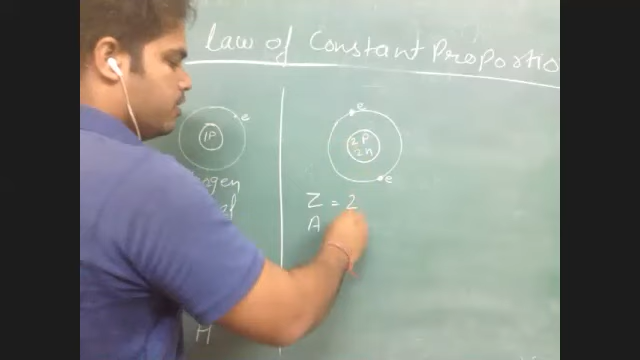 Law of Constant Proportio
e
1P
e
2P
2n
e
Z = 2
A
H